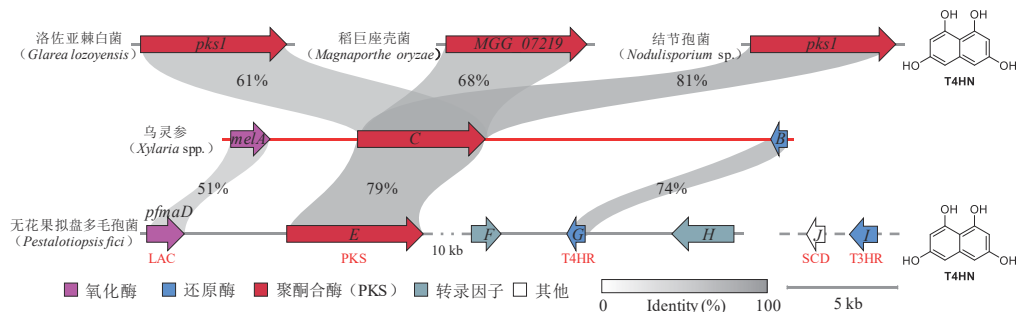 洛佐亚棘白菌
(Glarea lozoyensis)
pks1
稻巨座壳菌
(Magnaporthe oryzae)
MGG_07219
结节孢菌
(Nodulisporium sp.)
pks1
OH OH
HO OH
T4HN
61%
68%
81%
乌灵参
(Xylaria spp.)
melA
C
B
51%
79%
74%
无花果拟盘多毛孢菌
(Pestalotiopsis fici)
pfmaD
E
10 kb
F
G
H
J
I
LAC
PKS
T4HR
SCD
T3HR
OH OH
HO OH
T4HN
氧化酶 还原酶 聚酮合酶(PKS) 转录因子 其他
0 Identity(%) 100
5 kb